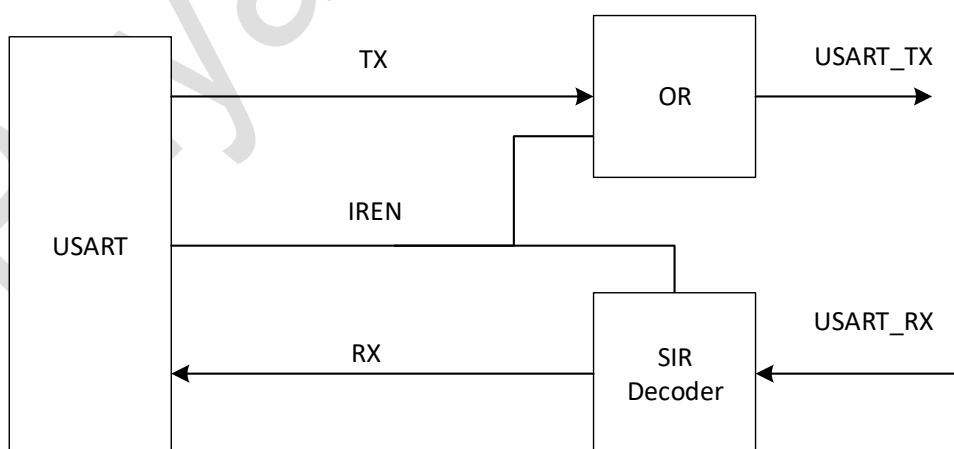 TX
USART_TX
OR
IREN
USART
USART_RX
RX
SIR
Decoder